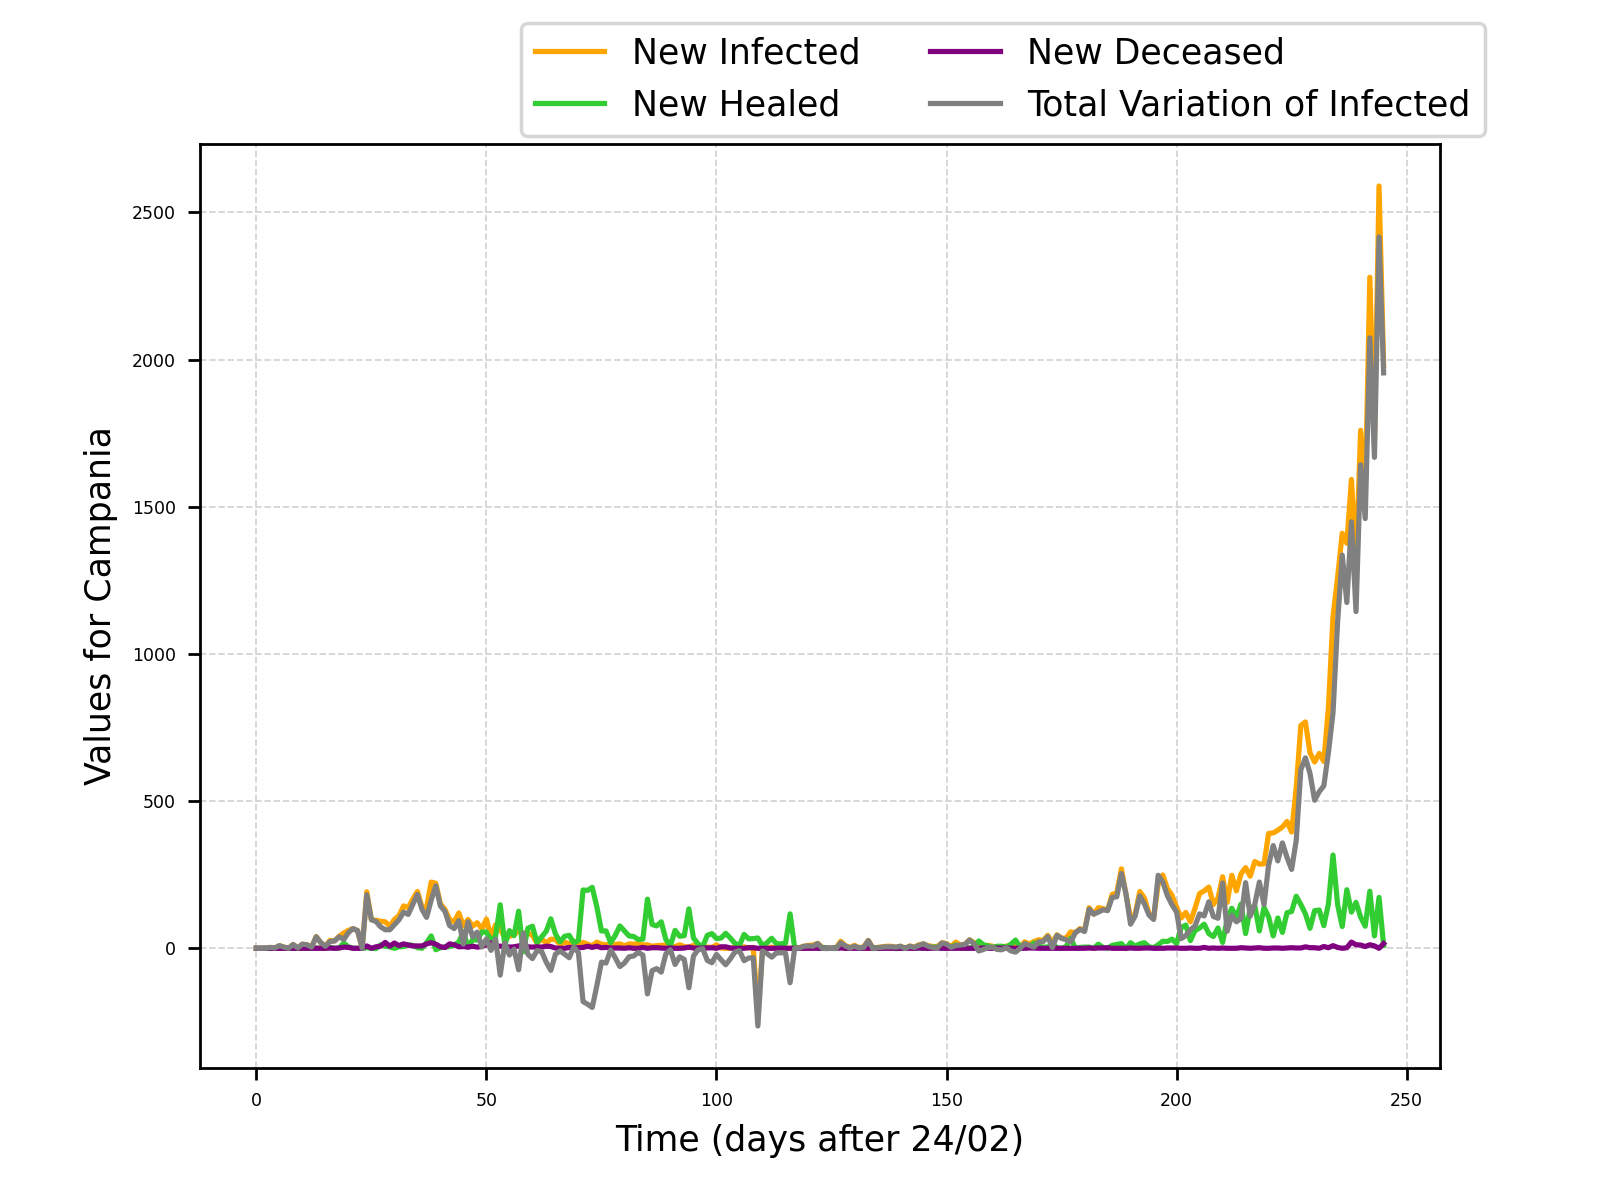 New Infected
New Healed
New Deceased
Total Variation of Infected
Values for Campania
2500
2000
1500
1000
500
0
0 50 100 150 200 250
Time (days after 24/02)